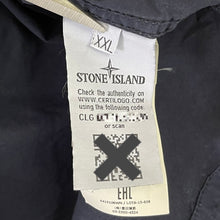 XXL
STONE ISLAND
Check the authenticity on
WWW.CERTILOGO.COM
using the following code:
CLG
or scan
EAC